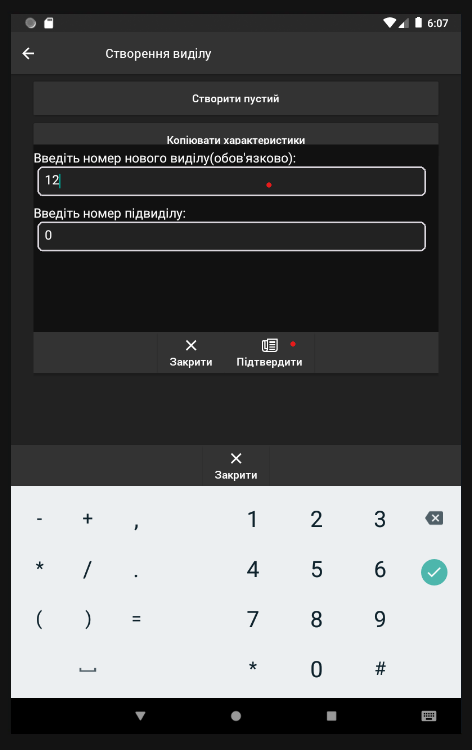 6:07
Створення виділу
Створити пустий
Копіювати характеристики
Введіть номер нового виділу(обов'язково):
12
Введіть номер підвиділу:
0
Закрити Підтвердити
Закрити
- + , 1 2 3
* / . 4 5 6
( ) = 7 8 9
* 0 #